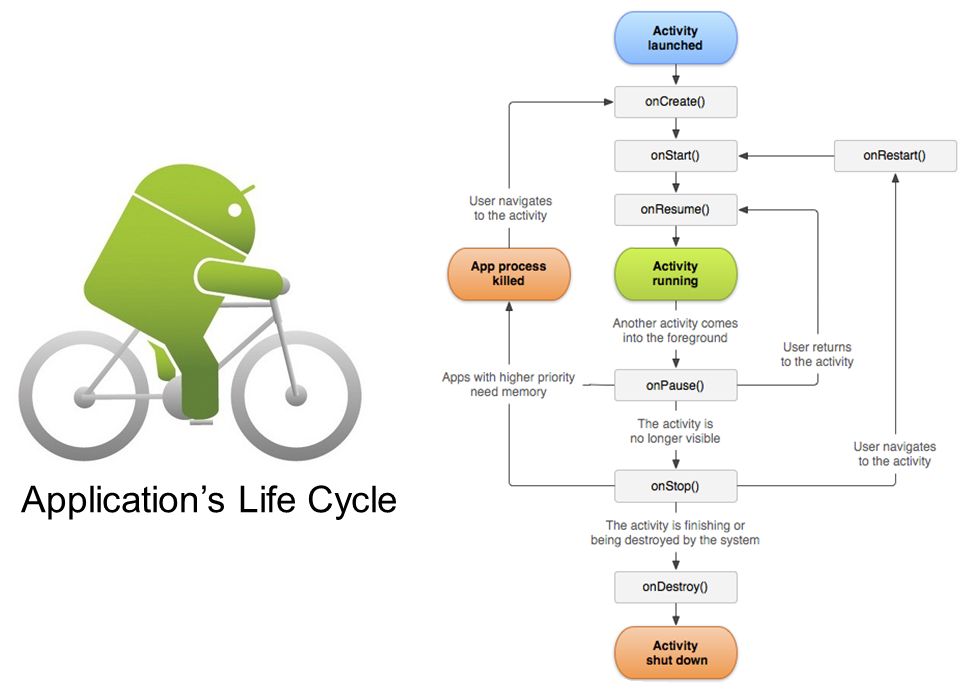 Activity
launched
onCreate()
onStart()
onRestart()
User navigates
to the activity
onResume()
App process
killed
Activity
running
Another activity comes
into the foreground
User returns
to the activity
Apps with higher priority
need memory
onPause()
The activity is
no longer visible
User navigates
to the activity
onStop()
Application’s Life Cycle
The activity is finishing or
being destroyed by the system
onDestroy()
Activity
shut down